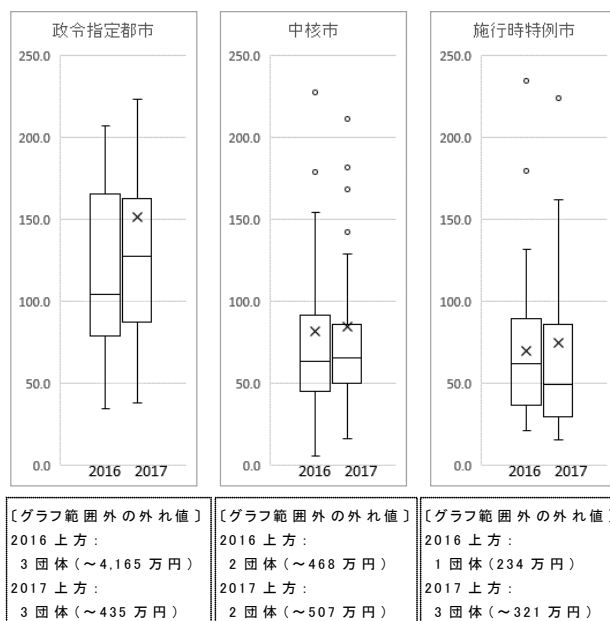 政令指定都市
250.0
200.0
150.0
100.0
50.0
0.0
2016 2017
中核市
250.0
200.0
150.0
100.0
50.0
0.0
2016 2017
施行時特例市
250.0
200.0
150.0
100.0
50.0
0.0
2016 2017
〔グラフ範囲外の外れ値〕
2016 上方：
3 団体（～4,165 万円）
2017 上方：
3 団体（～435 万円）
〔グラフ範囲外の外れ値〕
2016 上方：
2 団体（～468 万円）
2017 上方：
2 団体（～507 万円）
〔グラフ範囲外の外れ値〕
2016 上方：
1 団体（234 万円）
2017 上方：
3 団体（～321 万円）